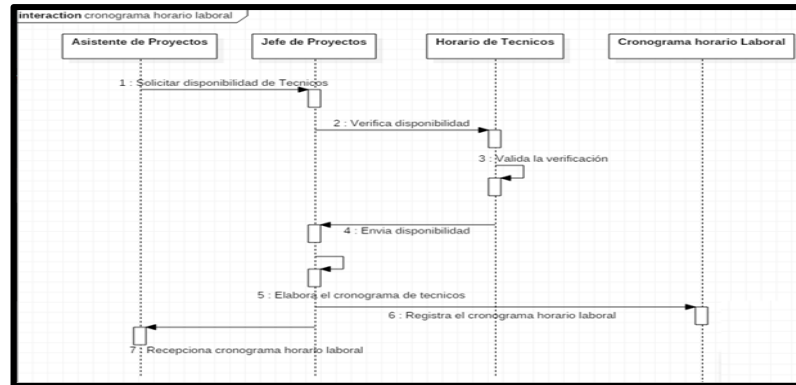 interaction cronograma horario laboral
Asistente de Proyectos
Jefe de Proyectos
Horario de Tecnicos
Cronograma horario Laboral
1 : Solicitar disponibilidad de Tecnicos
2 : Verifica disponibilidad
3 : Valida la verificación
4 : Envia disponibilidad
5 : Elabora el cronograma de tecnicos
6 : Registra el cronograma horario laboral
7 : Recepciona cronograma horario laboral